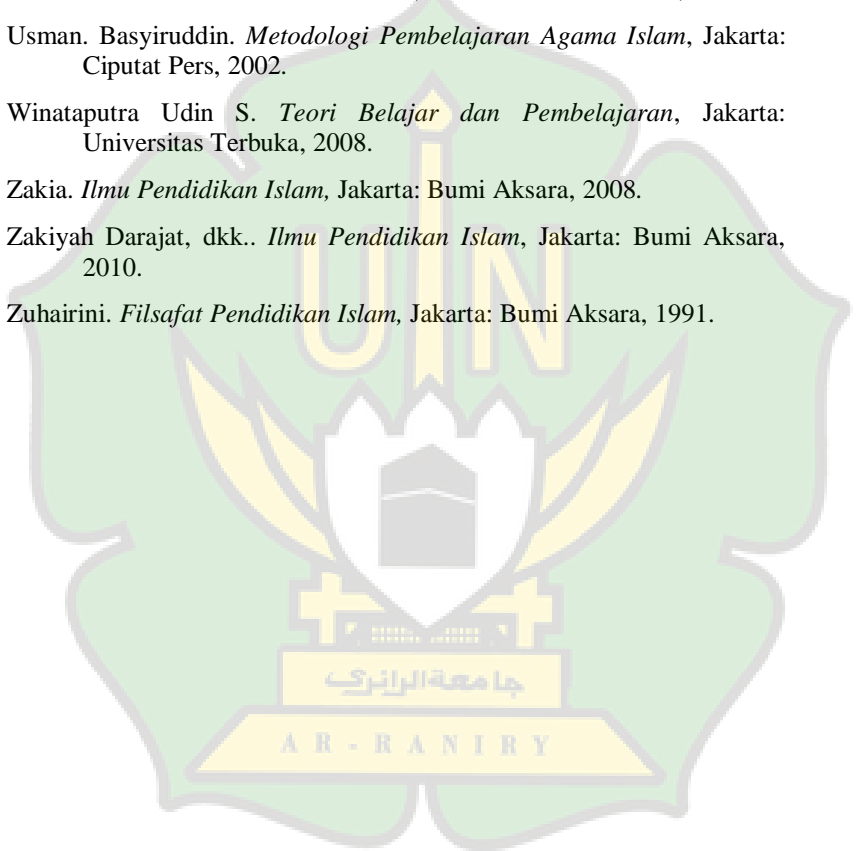 Usman. Basyiruddin. Metodologi Pembelajaran Agama Islam, Jakarta:
Ciputat Pers, 2002.
Winataputra Udin S. Teori Belajar dan Pembelajaran, Jakarta:
Universitas Terbuka, 2008.
Zakia. Ilmu Pendidikan Islam, Jakarta: Bumi Aksara, 2008.
Zakiyah Darajat, dkk.. Ilmu Pendidikan Islam, Jakarta: Bumi Aksara,
2010.
Zuhairini. Filsafat Pendidikan Islam, Jakarta: Bumi Aksara, 1991.
UIN
جامعةالرانري
AR-RANIRY